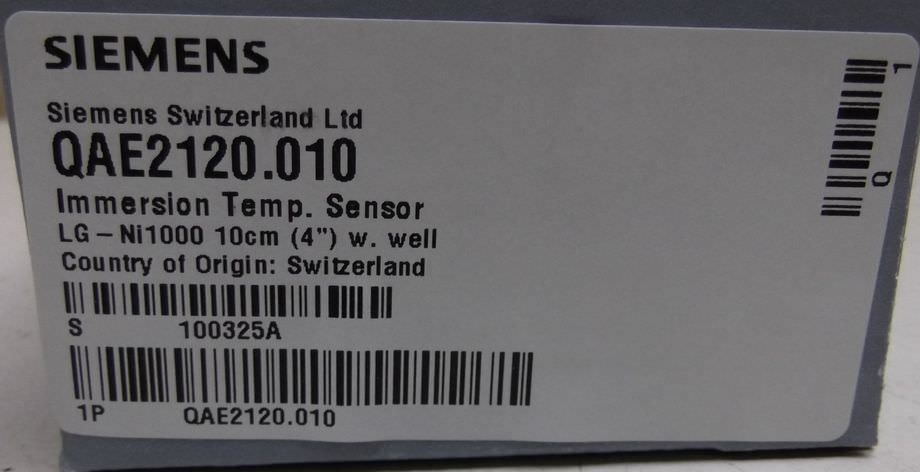 SIEMENS
Siemens Switzerland Ltd
QAE2120.010
Immersion Temp. Sensor
LG – Ni1000 10cm (4") w. well
Country of Origin: Switzerland
S 100325A
1P QAE2120.010
Q 1